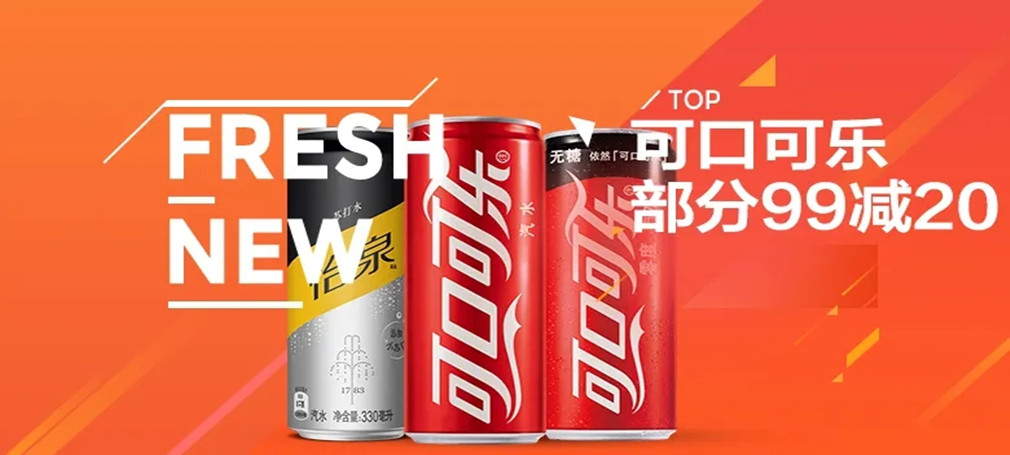 FRESH
NEW
TOP
可口可乐
部分99减20
苏打水
怡泉
1783
汽水 净含量:330毫升
可口可乐
汽水
无糖 依然「可口
可口可乐
零度